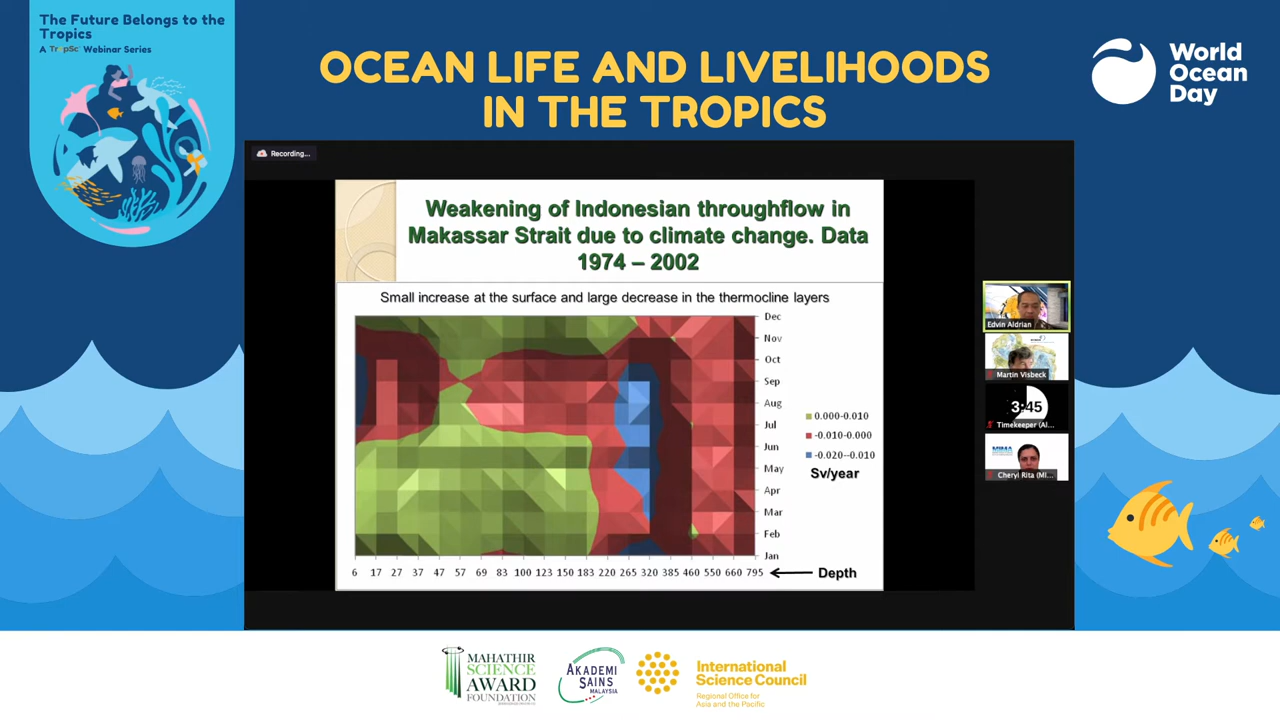 The Future Belongs to the
Tropics
A TropSc Webinar Series
OCEAN LIFE AND LIVELIHOODS
IN THE TROPICS
World
Ocean
Day
Recording...
Weakening of Indonesian throughflow in
Makassar Strait due to climate change. Data
1974 – 2002
Small increase at the surface and large decrease in the thermocline layers
Dec
Nov
Oct
Sep
Aug
Jul
Jun
May
Apr
Mar
Feb
Jan
0.000-0.010
-0.010-0.000
-0.020--0.010
Sv/year
6 17 27 37 47 57 69 83 100 123 150 183 220 265 320 385 460 550 660 795
Depth
Edvin Aldrian
Martin Visbeck
3:45
Timekeeper (Al...
Cheryl Rita (MI...
MAHATHIR
SCIENCE
AWARD
FOUNDATION
AKADEMI
SAINS
MALAYSIA
International
Science Council
Regional Office for
Asia and the Pacific